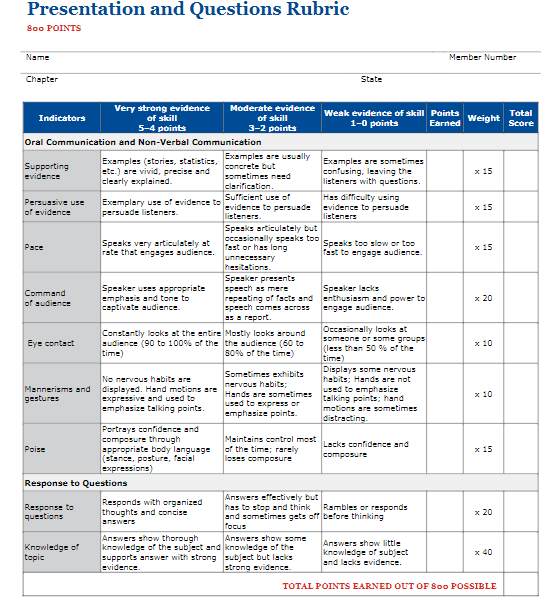 Presentation and Questions Rubric
800 POINTS
Name Member Number
Chapter State
Indicators
Very strong evidence
of skill
5–4 points
Moderate evidence
of skill
3–2 points
Weak evidence of skill
1–0 points
Points
Earned
Weight
Total
Score
Oral Communication and Non-Verbal Communication
Supporting
evidence
Examples (stories, statistics,
etc.) are vivid, precise and
clearly explained.
Examples are usually
concrete but
sometimes need
clarification.
Examples are sometimes
confusing, leaving the
listeners with questions.
x 15
Persuasive use
of evidence
Exemplary use of evidence to
persuade listeners.
Sufficient use of
evidence to persuade
listeners.
Has difficulty using
evidence to persuade
listeners
x 15
Pace
Speaks very articulately at
rate that engages audience.
Speaks articulately but
occasionally speaks too
fast or has long
unnecessary
hesitations.
Speaks too slow or too
fast to engage audience.
x 15
Command
of audience
Speaker uses appropriate
emphasis and tone to
captivate audience.
Speaker presents
speech as mere
repeating of facts and
speech comes across
as a report.
Speaker lacks
enthusiasm and power to
engage audience.
x 20
Eye contact
Constantly looks at the entire
audience (90 to 100% of the
time)
Mostly looks around
the audience (60 to
80% of the time)
Occasionally looks at
someone or some groups
(less than 50 % of the
time)
x 10
Mannerisms and
gestures
No nervous habits are
displayed. Hand motions are
expressive and used to
emphasize talking points.
Sometimes exhibits
nervous habits;
Hands are sometimes
used to express or
emphasize points.
Displays some nervous
habits; Hands are not
used to emphasize
talking points; hand
motions are sometimes
distracting.
x 10
Poise
Portrays confidence and
composure through
appropriate body language
(stance, posture, facial
expressions)
Maintains control most
of the time; rarely
loses composure
Lacks confidence and
composure
x 15
Response to Questions
Response to
questions
Responds with organized
thoughts and concise
answers
Answers effectively but
has to stop and think
and sometimes gets off
focus
Rambles or responds
before thinking
x 20
Knowledge of
topic
Answers show thorough
knowledge of the subject and
supports answer with strong
evidence.
Answers show some
knowledge of the
subject but lacks
strong evidence.
Answers show little
knowledge of subject
and lacks evidence.
x 40
TOTAL POINTS EARNED OUT OF 800 POSSIBLE